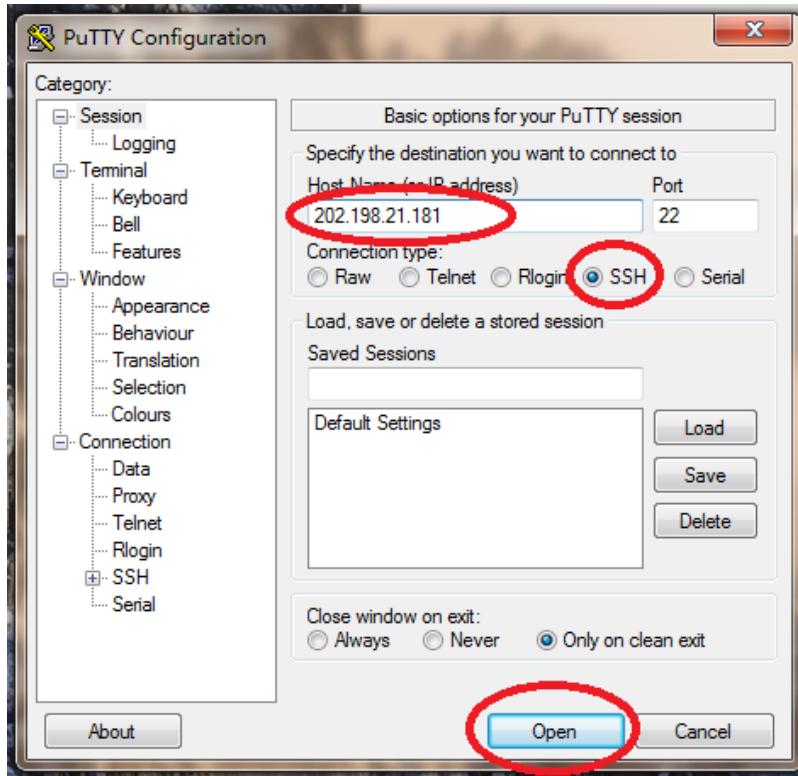 PuTTY Configuration
Category:
Session
Logging
Terminal
Keyboard
Bell
Features
Window
Appearance
Behaviour
Translation
Selection
Colours
Connection
Data
Proxy
Telnet
Rlogin
SSH
Serial
Basic options for your PuTTY session
Specify the destination you want to connect to
Host Name (or IP address) Port
202.198.21.181 22
Connection type:
Raw Telnet Rlogin SSH Serial
Load, save or delete a stored session
Saved Sessions
Default Settings
Load
Save
Delete
Close window on exit:
Always Never Only on clean exit
About Open Cancel